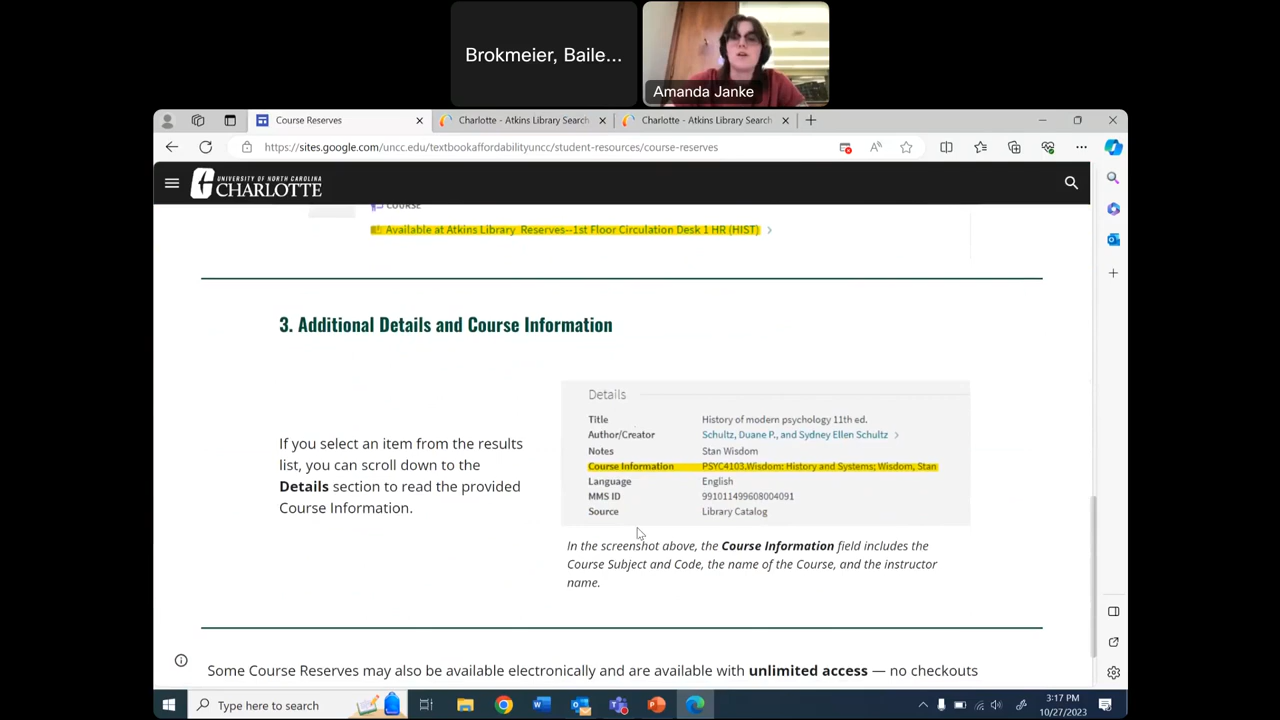 Brokmeier, Baile...
Amanda Janke
Course Reserves
Charlotte - Atkins Library Search
Charlotte - Atkins Library Search
https://sites.google.com/uncc.edu/textbookaffordabilityuncc/student-resources/course-reserves
UNIVERSITY OF NORTH CAROLINA
CHARLOTTE
COURSE
Available at Atkins Library Reserves--1st Floor Circulation Desk 1 HR (HIST)
3. Additional Details and Course Information
If you select an item from the results
list, you can scroll down to the
Details section to read the provided
Course Information.
Details
Title History of modern psychology 11th ed.
Author/Creator Schultz, Duane P., and Sydney Ellen Schultz
Notes Stan Wisdom
Course Information PSYC4103.Wisdom: History and Systems; Wisdom, Stan
Language English
MMS ID 991011499608004091
Source Library Catalog
In the screenshot above, the Course Information field includes the
Course Subject and Code, the name of the Course, and the instructor
name.
Some Course Reserves may also be available electronically and are available with unlimited access — no checkouts
Type here to search
3:17 PM
10/27/2023